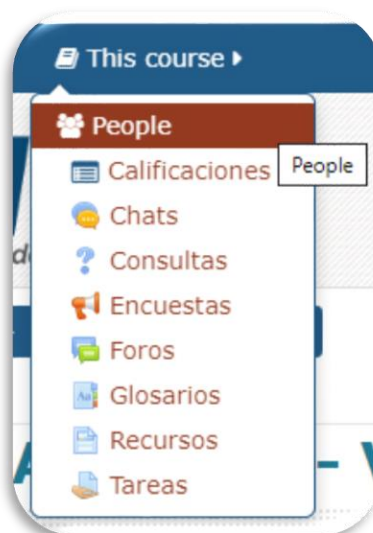 This course
People
Calificaciones
People
Chats
Consultas
Encuestas
Foros
Glosarios
Recursos
Tareas